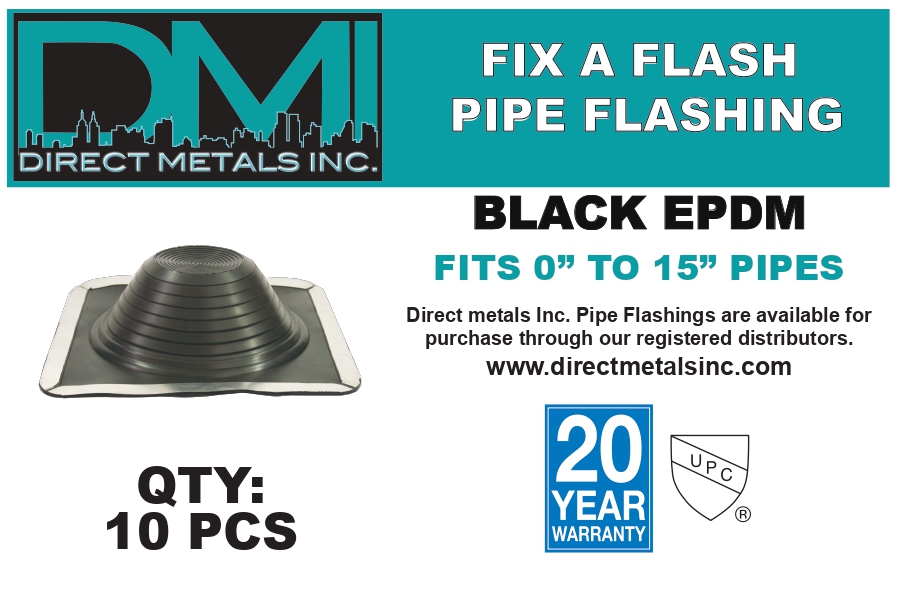 DMI
DIRECT METALS INC.
FIX A FLASH
PIPE FLASHING
BLACK EPDM
FITS 0” TO 15” PIPES
Direct metals Inc. Pipe Flashings are available for
purchase through our registered distributors.
www.directmetalsinc.com
QTY:
10 PCS
20
YEAR
WARRANTY
UPC
®